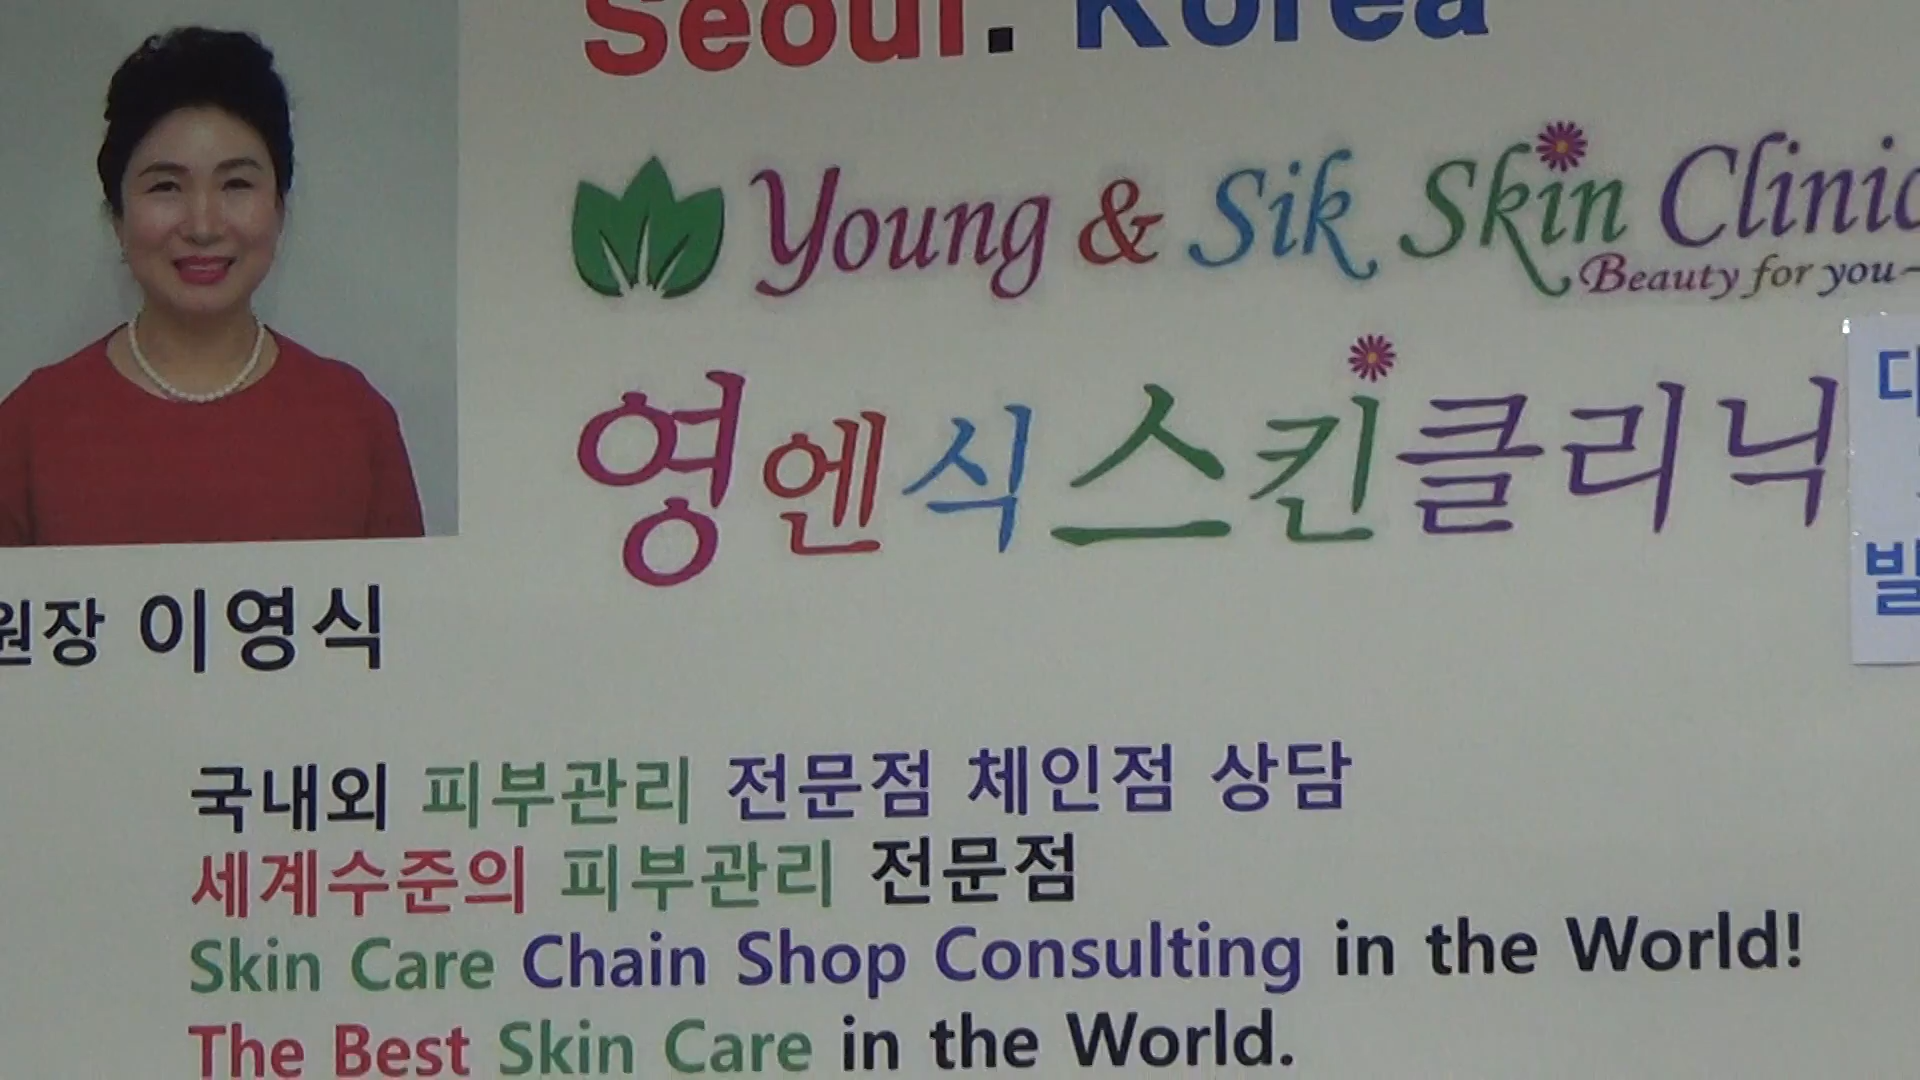 Seoul. Korea
Young & Sik Skin Clinic
Beauty for you~
영엔식스킨클리닉
원장 이영식
국내외 피부관리 전문점 체인점 상담
세계수준의 피부관리 전문점
Skin Care Chain Shop Consulting in the World!
The Best Skin Care in the World.